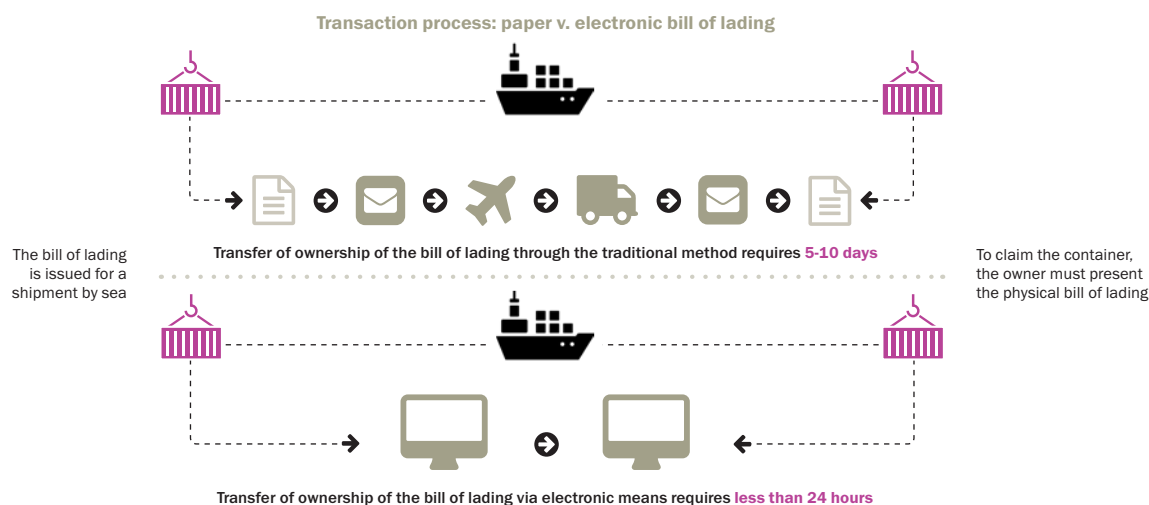 Transaction process: paper v. electronic bill of lading
Transfer of ownership of the bill of lading through the traditional method requires 5-10 days
The bill of lading
is issued for a
shipment by sea
To claim the container,
the owner must present
the physical bill of lading
Transfer of ownership of the bill of lading via electronic means requires less than 24 hours